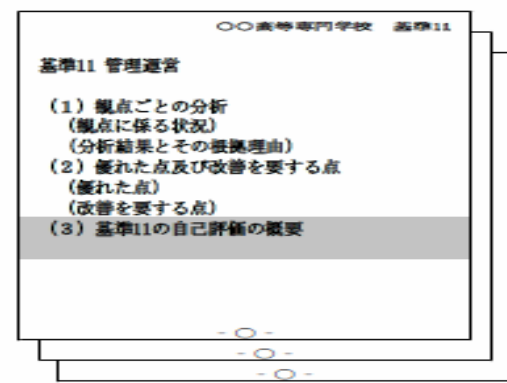 ○○高等専門学校 基準11
基準11 管理運営
(1)観点ごとの分析
(観点に係る状況)
(分析結果とその根拠理由)
(2)優れた点及び改善を要する点
(優れた点)
(改善を要する点)
(3)基準11の自己評価の概要
- ○ -
- ○ -
- ○ -